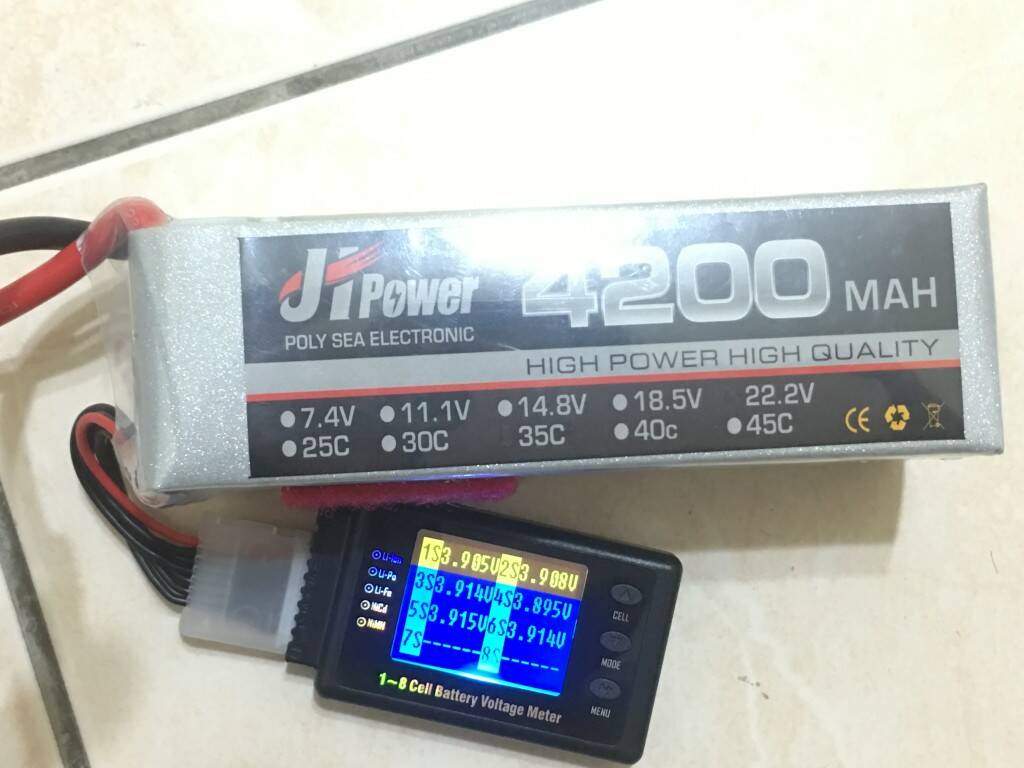 JH Power
4200 MAH
POLY SEA ELECTRONIC
HIGH POWER HIGH QUALITY
7.4V 11.1V 14.8V 18.5V 22.2V
25C 30C 35C 40c 45C
CE
Li-Ion
Li-Po
Li-Fe
NiCd
NiMH
1S3.905V2S3.908V
3S3.914V4S3.895V
5S3.915V6S3.914V
7S------8S------
CELL
MODE
MENU
1~8 Cell Battery Voltage Meter